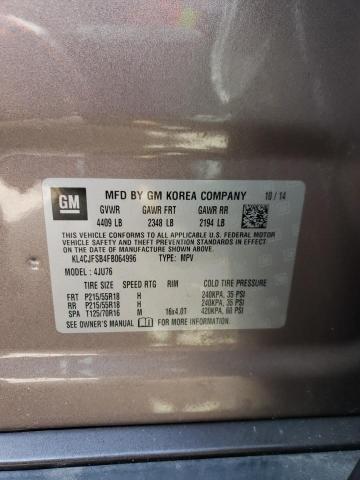 GM
MFD BY GM KOREA COMPANY 10/14
GVWR GAWR FRT GAWR RR
4409 LB 2348 LB 2194 LB
THIS VEHICLE CONFORMS TO ALL APPLICABLE U.S. FEDERAL
MOTOR VEHICLE SAFETY, BUMPER, AND THEFT PREVENTION STANDARDS
IN EFFECT ON THE DATE OF MANUFACTURE SHOWN ABOVE.
KL4CJFSB4FB064996 TYPE: MPV
MODEL: 4JU76
TIRE SIZE SPEED RTG RIM COLD TIRE PRESSURE
FRT P215/55R18 H 240KPA, 35 PSI
RR P215/55R18 H 240KPA, 35 PSI
SPA T125/70R16 M 16x4.0T 420KPA, 60 PSI
SEE OWNER'S MANUAL FOR ADDITIONAL INFORMATION.